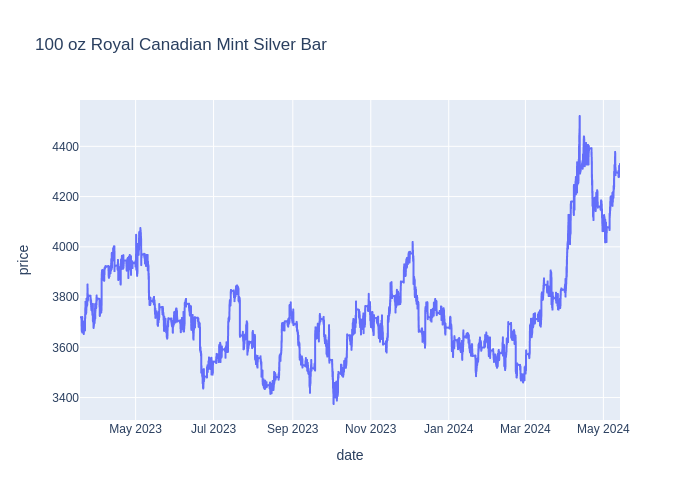 100 oz Royal Canadian Mint Silver Bar
4400
4200
4000
3800
3600
3400
price
May 2023 Jul 2023 Sep 2023 Nov 2023 Jan 2024 Mar 2024 May 2024
date